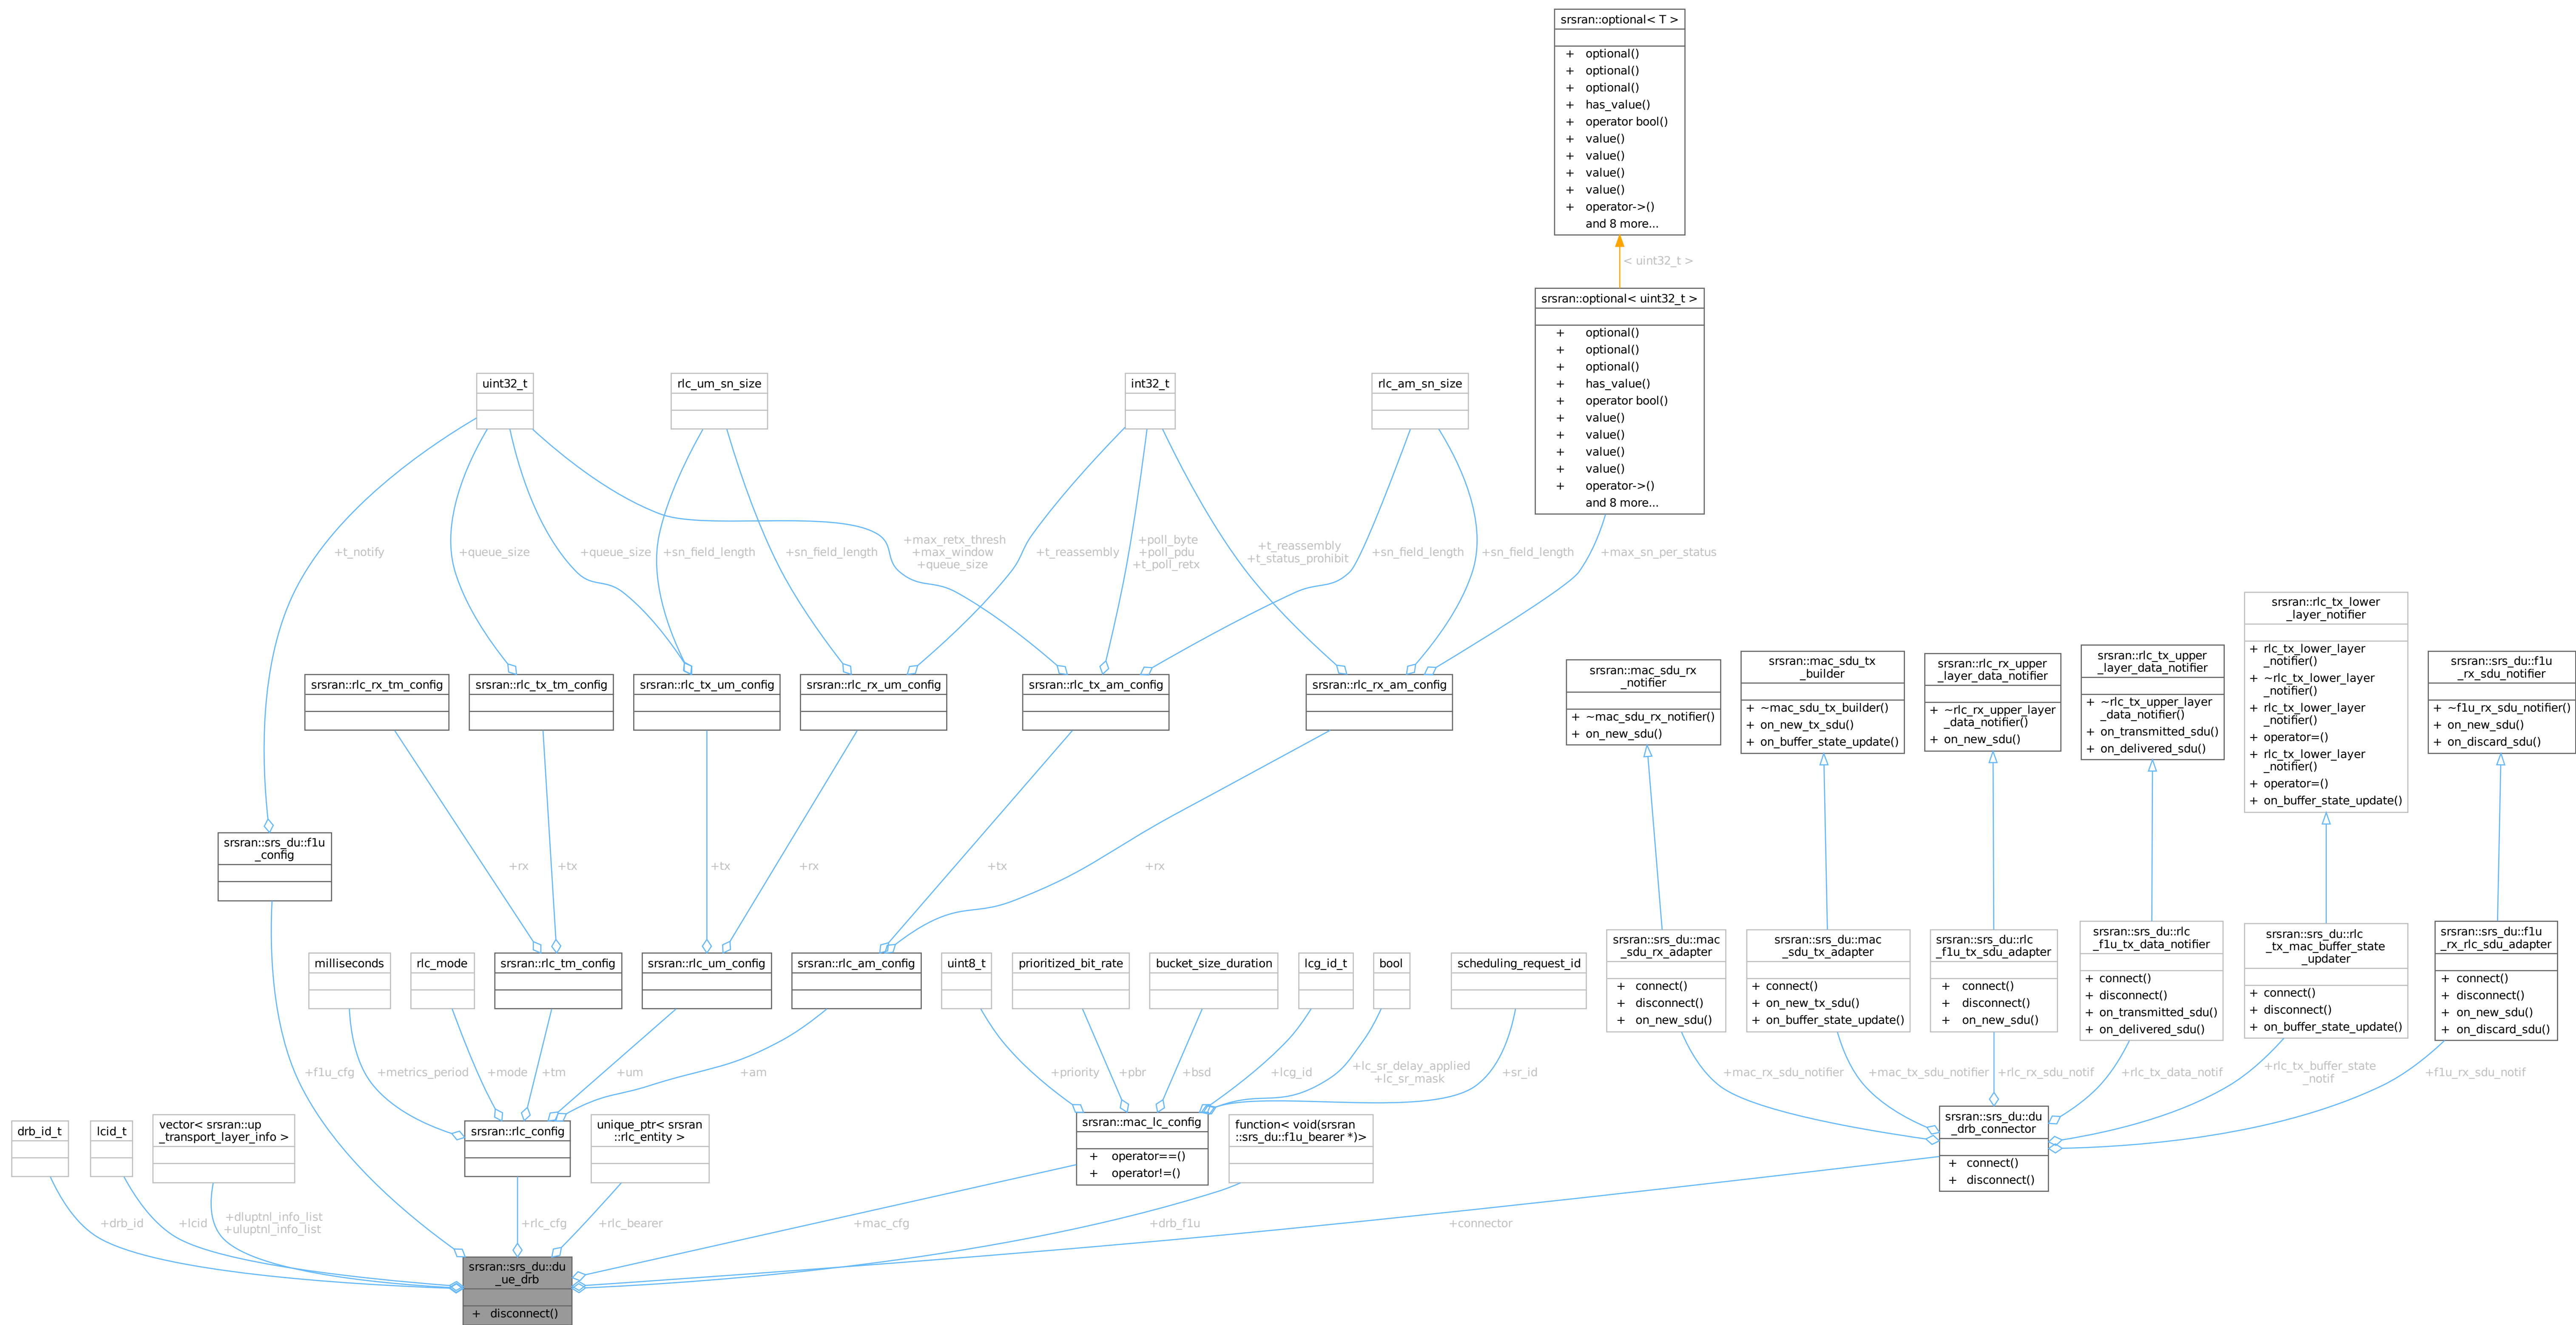 srsran::optional< T >
+ optional()
+ optional()
+ optional()
+ has_value()
+ operator bool()
+ value()
+ value()
+ value()
+ value()
+ operator->()
and 8 more...
< uint32_t >
srsran::optional< uint32_t >
+ optional()
+ optional()
+ optional()
+ has_value()
+ operator bool()
+ value()
+ value()
+ value()
+ value()
+ operator->()
and 8 more...
uint32_t
rlc_um_sn_size
int32_t
rlc_am_sn_size
+t_notify
+queue_size
+queue_size
+sn_field_length
+sn_field_length
+max_retx_thresh
+max_window
+queue_size
+t_reassembly
+poll_byte
+poll_pdu
+t_poll_retx
+t_reassembly
+t_status_prohibit
+sn_field_length
+sn_field_length
+max_sn_per_status
srsran::rlc_rx_tm_config
srsran::rlc_tx_tm_config
srsran::rlc_tx_um_config
srsran::rlc_rx_um_config
srsran::rlc_tx_am_config
srsran::rlc_rx_am_config
srsran::mac_sdu_rx
_notifier
+ ~mac_sdu_rx_notifier()
+ on_new_sdu()
srsran::mac_sdu_tx
_builder
+ ~mac_sdu_tx_builder()
+ on_new_tx_sdu()
+ on_buffer_state_update()
srsran::rlc_rx_upper
_layer_data_notifier
+ ~rlc_rx_upper_layer
_data_notifier()
+ on_new_sdu()
srsran::rlc_tx_upper
_layer_data_notifier
+ ~rlc_tx_upper_layer
_data_notifier()
+ on_transmitted_sdu()
+ on_delivered_sdu()
srsran::rlc_tx_lower
_layer_notifier
+ rlc_tx_lower_layer
_notifier()
+ ~rlc_tx_lower_layer
_notifier()
+ rlc_tx_lower_layer
_notifier()
+ operator=()
+ rlc_tx_lower_layer
_notifier()
+ operator=()
+ on_buffer_state_update()
srsran::srs_du::f1u
_rx_sdu_notifier
+ ~f1u_rx_sdu_notifier()
+ on_new_sdu()
+ on_discard_sdu()
srsran::srs_du::f1u
_config
+rx
+tx
+tx
+rx
+tx
+rx
milliseconds
rlc_mode
srsran::rlc_tm_config
srsran::rlc_um_config
srsran::rlc_am_config
uint8_t
prioritized_bit_rate
bucket_size_duration
lcg_id_t
bool
scheduling_request_id
srsran::srs_du::mac
_sdu_rx_adapter
+ connect()
+ disconnect()
+ on_new_sdu()
srsran::srs_du::mac
_sdu_tx_adapter
+ connect()
+ on_new_tx_sdu()
+ on_buffer_state_update()
srsran::srs_du::rlc
_f1u_tx_sdu_adapter
+ connect()
+ disconnect()
+ on_new_sdu()
srsran::srs_du::rlc
_f1u_tx_data_notifier
+ connect()
+ disconnect()
+ on_transmitted_sdu()
+ on_delivered_sdu()
srsran::srs_du::rlc
_tx_mac_buffer_state
_updater
+ connect()
+ disconnect()
+ on_buffer_state_update()
srsran::srs_du::f1u
_rx_rlc_sdu_adapter
+ connect()
+ disconnect()
+ on_new_sdu()
+ on_discard_sdu()
+f1u_cfg
+metrics_period
+mode
+tm
+um
+am
+priority
+pbr
+bsd
+lcg_id
+lc_sr_delay_applied
+lc_sr_mask
+sr_id
+mac_rx_sdu_notifier
+mac_tx_sdu_notifier
+rlc_rx_sdu_notif
+rlc_tx_data_notif
+rlc_tx_buffer_state
_notif
+f1u_rx_sdu_notif
drb_id_t
lcid_t
vector< srsran::up
_transport_layer_info >
srsran::rlc_config
unique_ptr< srsran
::rlc_entity >
srsran::mac_lc_config
+ operator==()
+ operator!=()
function< void(srsran
::srs_du::f1u_bearer *)>
srsran::srs_du::du
_drb_connector
+ connect()
+ disconnect()
+drb_id
+lcid
+dluptnl_info_list
+uluptnl_info_list
+rlc_cfg
+rlc_bearer
+mac_cfg
+drb_f1u
+connector
srsran::srs_du::du
_ue_drb
+ disconnect()